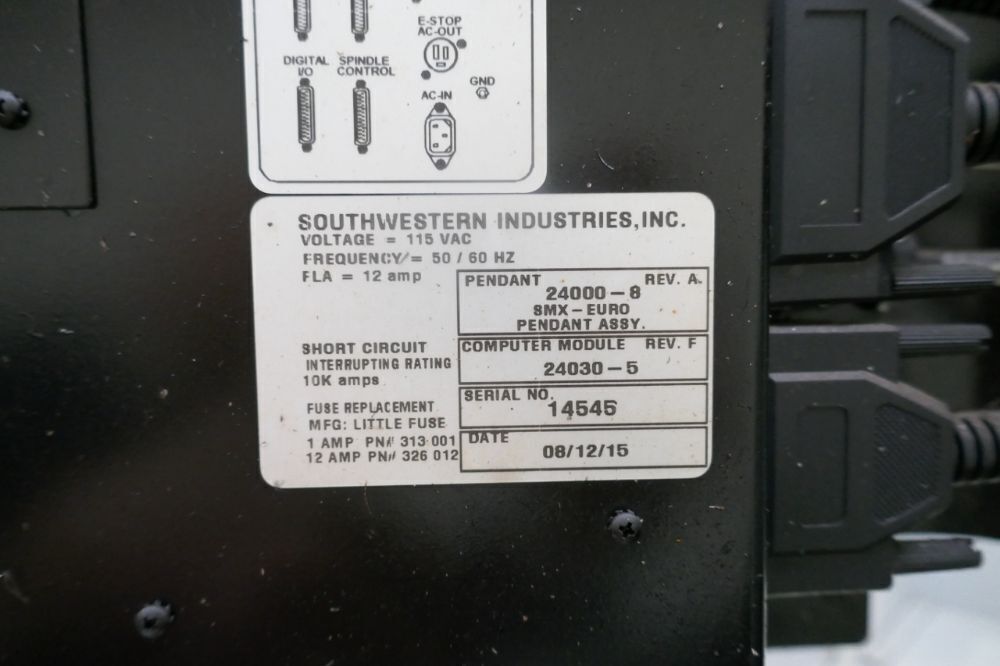 E-STOP
AC-OUT
DIGITAL I/O
SPINDLE CONTROL
GND
AC-IN
SOUTHWESTERN INDUSTRIES, INC.
VOLTAGE = 115 VAC
FREQUENCY = 50 / 60 HZ
FLA = 12 amp
PENDANT REV. A
24000-8
SMX-EURO
PENDANT ASSY.
SHORT CIRCUIT
INTERRUPTING RATING
10K amps
COMPUTER MODULE REV. F
24030-5
FUSE REPLACEMENT
MFG: LITTLE FUSE
1 AMP PN# 313 001
12 AMP PN# 326 012
SERIAL NO.
14545
DATE
08/12/15